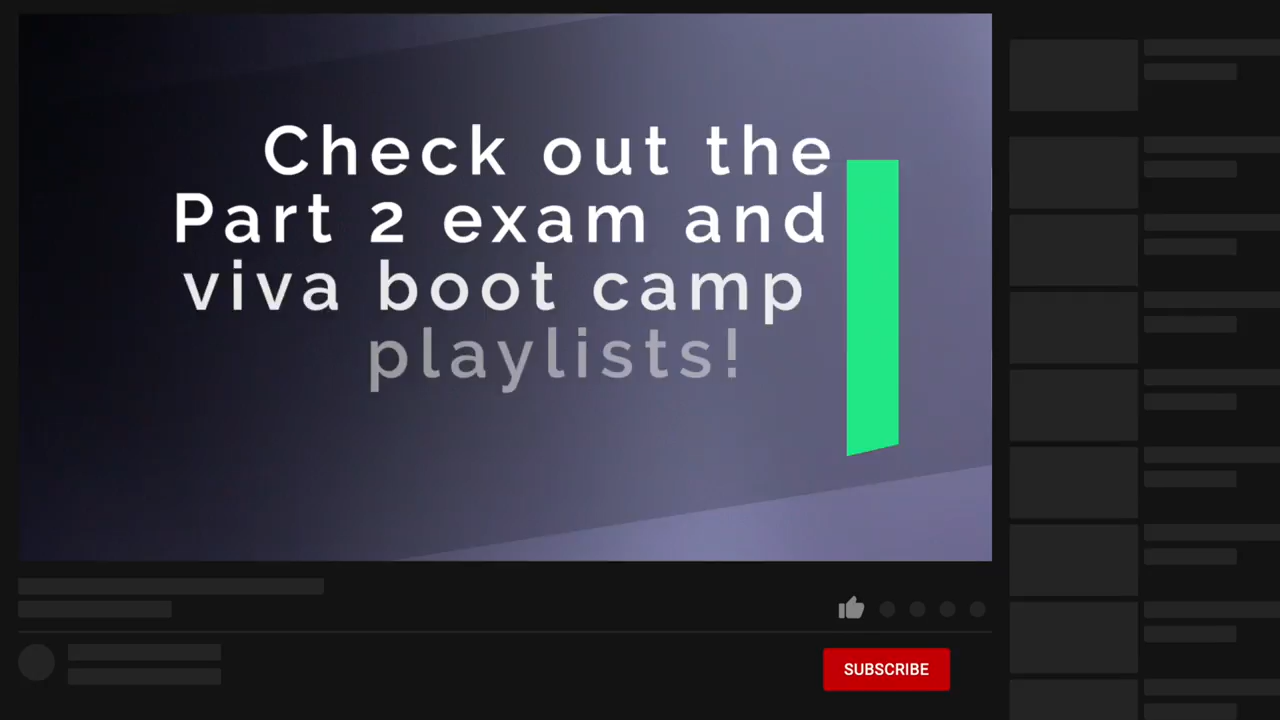 Check out the
Part 2 exam and
viva boot camp
playlists!
SUBSCRIBE